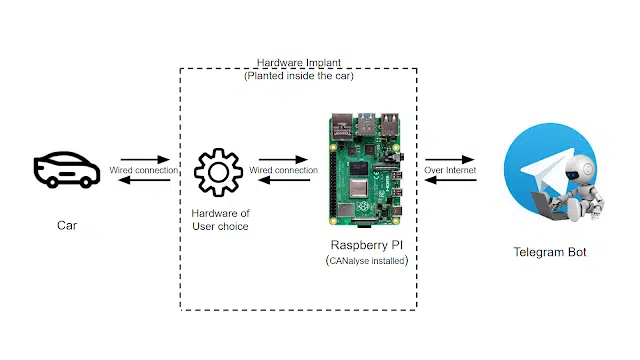 Hardware Implant
(Planted inside the car)
Wired connection
Wired connection
Over Internet
Car
Hardware of
User choice
Raspberry PI
(CANalyse installed)
Telegram Bot